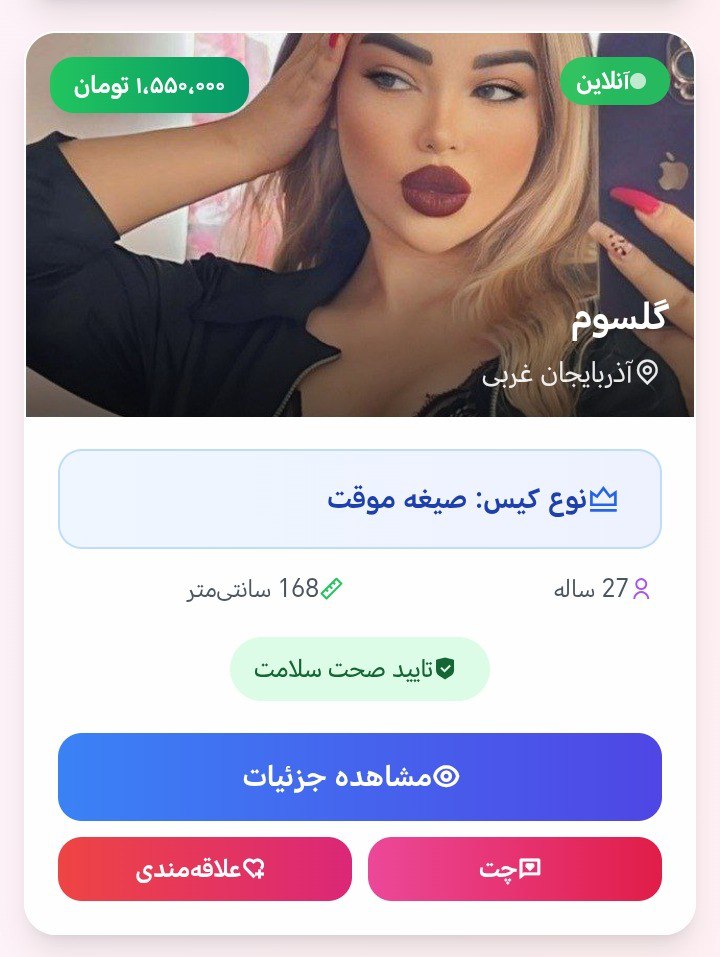 آنلاین
۱،۵۵۰،۰۰۰ تومان
گلسوم
آذربایجان غربی
نوع کیس: صیغه موقت
27 ساله
168 سانتی‌متر
تایید صحت سلامت
مشاهده جزئیات
چت
علاقه‌مندی